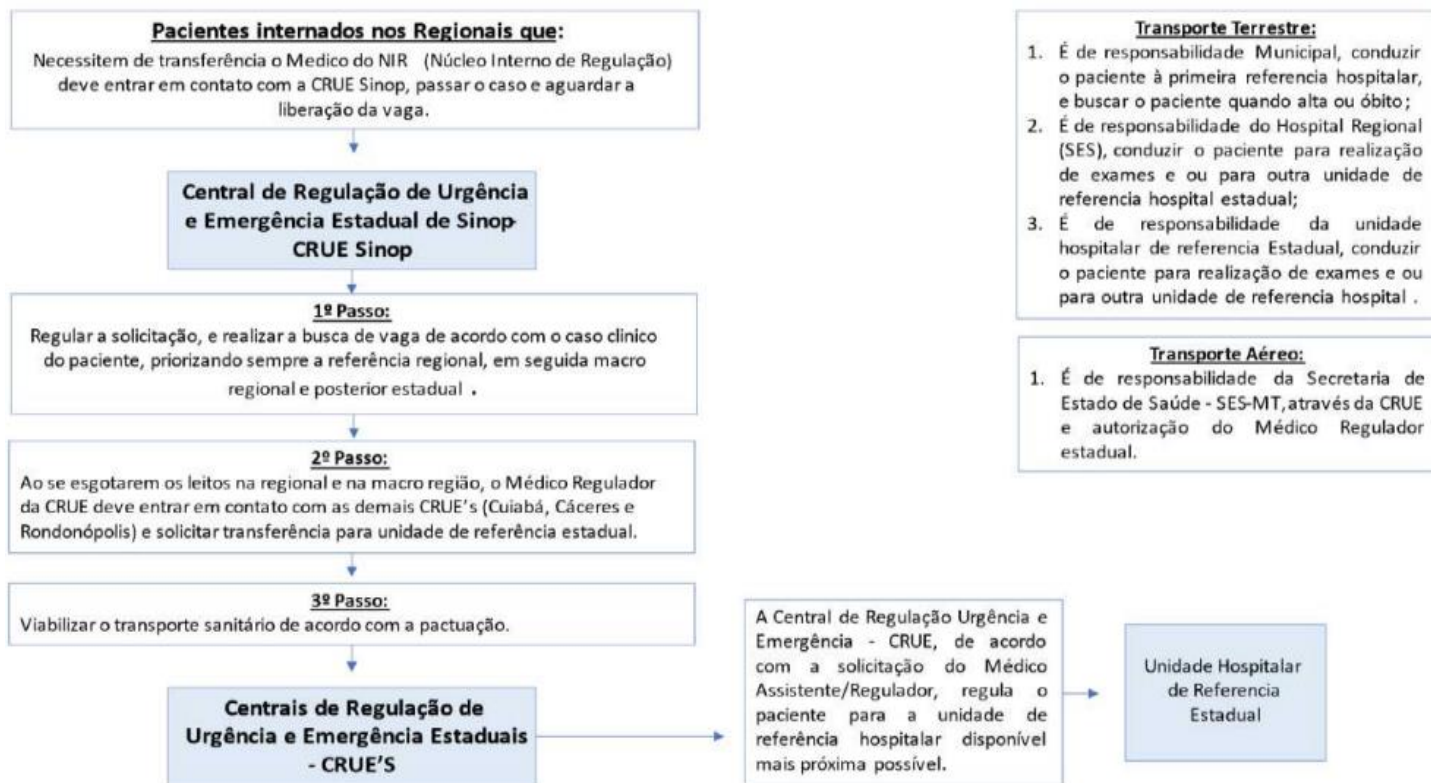 Pacientes internados nos Regionais que:
Necessitem de transferência o Medico do NIR (Núcleo Interno de Regulação)
deve entrar em contato com a CRUE Sinop, passar o caso e aguardar a
liberação da vaga.
Central de Regulação de Urgência
e Emergência Estadual de Sinop-
CRUE Sinop
1º Passo:
Regular a solicitação, e realizar a busca de vaga de acordo com o caso clinico
do paciente, priorizando sempre a referência regional, em seguida macro
regional e posterior estadual .
2º Passo:
Ao se esgotarem os leitos na regional e na macro região, o Médico Regulador
da CRUE deve entrar em contato com as demais CRUE's (Cuiabá, Cáceres e
Rondonópolis) e solicitar transferência para unidade de referência estadual.
3º Passo:
Viabilizar o transporte sanitário de acordo com a pactuação.
Centrais de Regulação de
Urgência e Emergência Estaduais
- CRUE'S
A Central de Regulação Urgência e
Emergência - CRUE, de acordo
com a solicitação do Médico
Assistente/Regulador, regula o
paciente para a unidade de
referência hospitalar disponível
mais próxima possível.
Unidade Hospitalar
de Referencia
Estadual
Transporte Terrestre:
1. É de responsabilidade Municipal, conduzir
o paciente à primeira referencia hospitalar,
e buscar o paciente quando alta ou óbito;
2. É de responsabilidade do Hospital Regional
(SES), conduzir o paciente para realização
de exames e ou para outra unidade de
referencia hospital estadual;
3. É de responsabilidade da unidade
hospitalar de referencia Estadual, conduzir
o paciente para realização de exames e ou
para outra unidade de referencia hospital .
Transporte Aéreo:
1. É de responsabilidade da Secretaria de
Estado de Saúde - SES-MT, através da CRUE
e autorização do Médico Regulador
estadual.